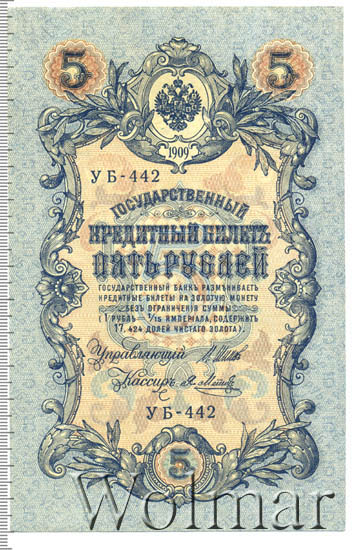 5 5
1909
УБ-442
ГОСУДАРСТВЕННЫЙ
КРЕДИТНЫЙ БИЛЕТЪ
ПЯТЬ РУБЛЕЙ
ГОСУДАРСТВЕННЫЙ БАНКЪ РАЗМѢНИВАЕТЪ
КРЕДИТНЫЕ БИЛЕТЫ НА ЗОЛОТУЮ МОНЕТУ
БЕЗЪ ОГРАНИЧЕНІЯ СУММЫ
(1 РУБЛЬ = 1/15 ИМПЕРІАЛА, СОДЕРЖИТЪ
17,424 ДОЛЕЙ ЧИСТАГО ЗОЛОТА).
Управляющій
Кассиръ
УБ-442
5
Wolmar